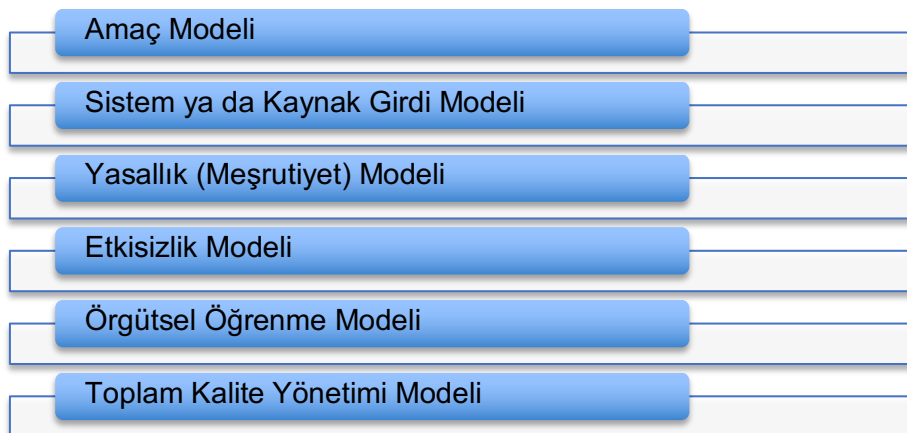 Amaç Modeli
Sistem ya da Kaynak Girdi Modeli
Yasallık (Meşrutiyet) Modeli
Etkisizlik Modeli
Örgütsel Öğrenme Modeli
Toplam Kalite Yönetimi Modeli